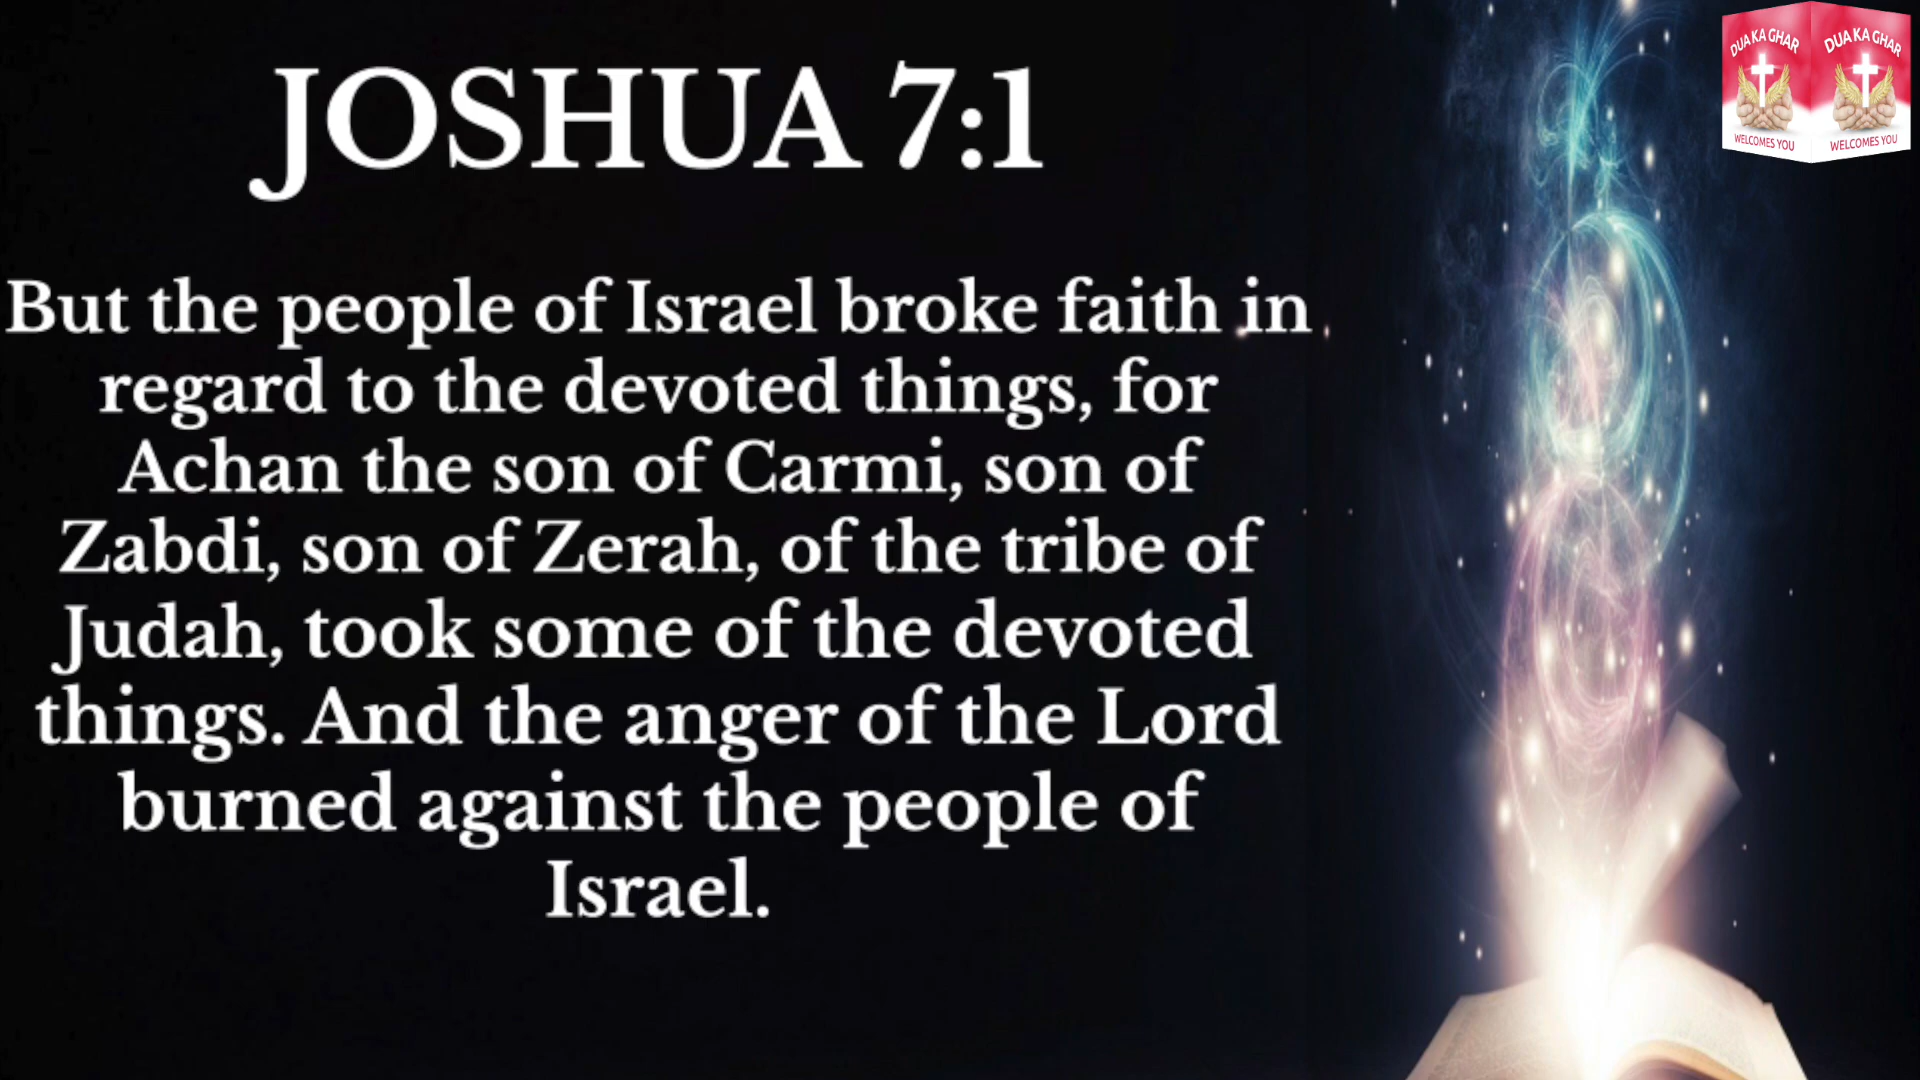 JOSHUA 7:1
But the people of Israel broke faith in
regard to the devoted things, for
Achan the son of Carmi, son of
Zabdi, son of Zerah, of the tribe of
Judah, took some of the devoted
things. And the anger of the Lord
burned against the people of
Israel.
DUA KA GHAR
WELCOMES YOU
DUA KA GHAR
WELCOMES YOU